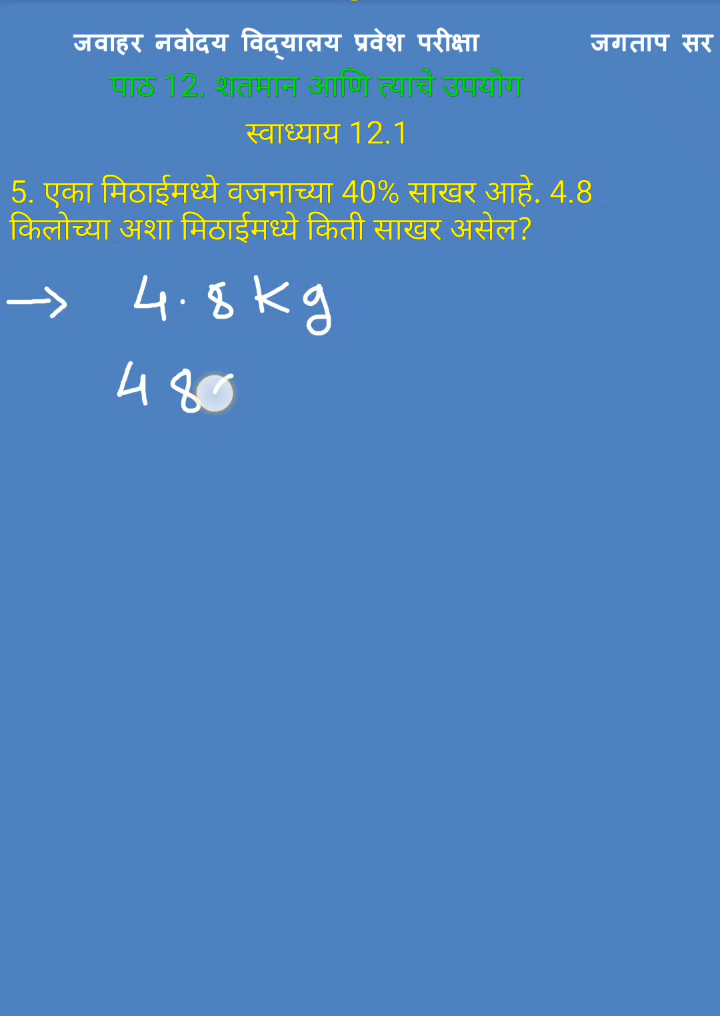 जवाहर नवोदय विद्यालय प्रवेश परीक्षा जगताप सर
पाठ 12. शतमान आणि त्याचे उपयोग
स्वाध्याय 12.1
5. एका मिठाईमध्ये वजनाच्या 40% साखर आहे. 4.8
किलोच्या अशा मिठाईमध्ये किती साखर असेल?
→ 4.8 kg
48